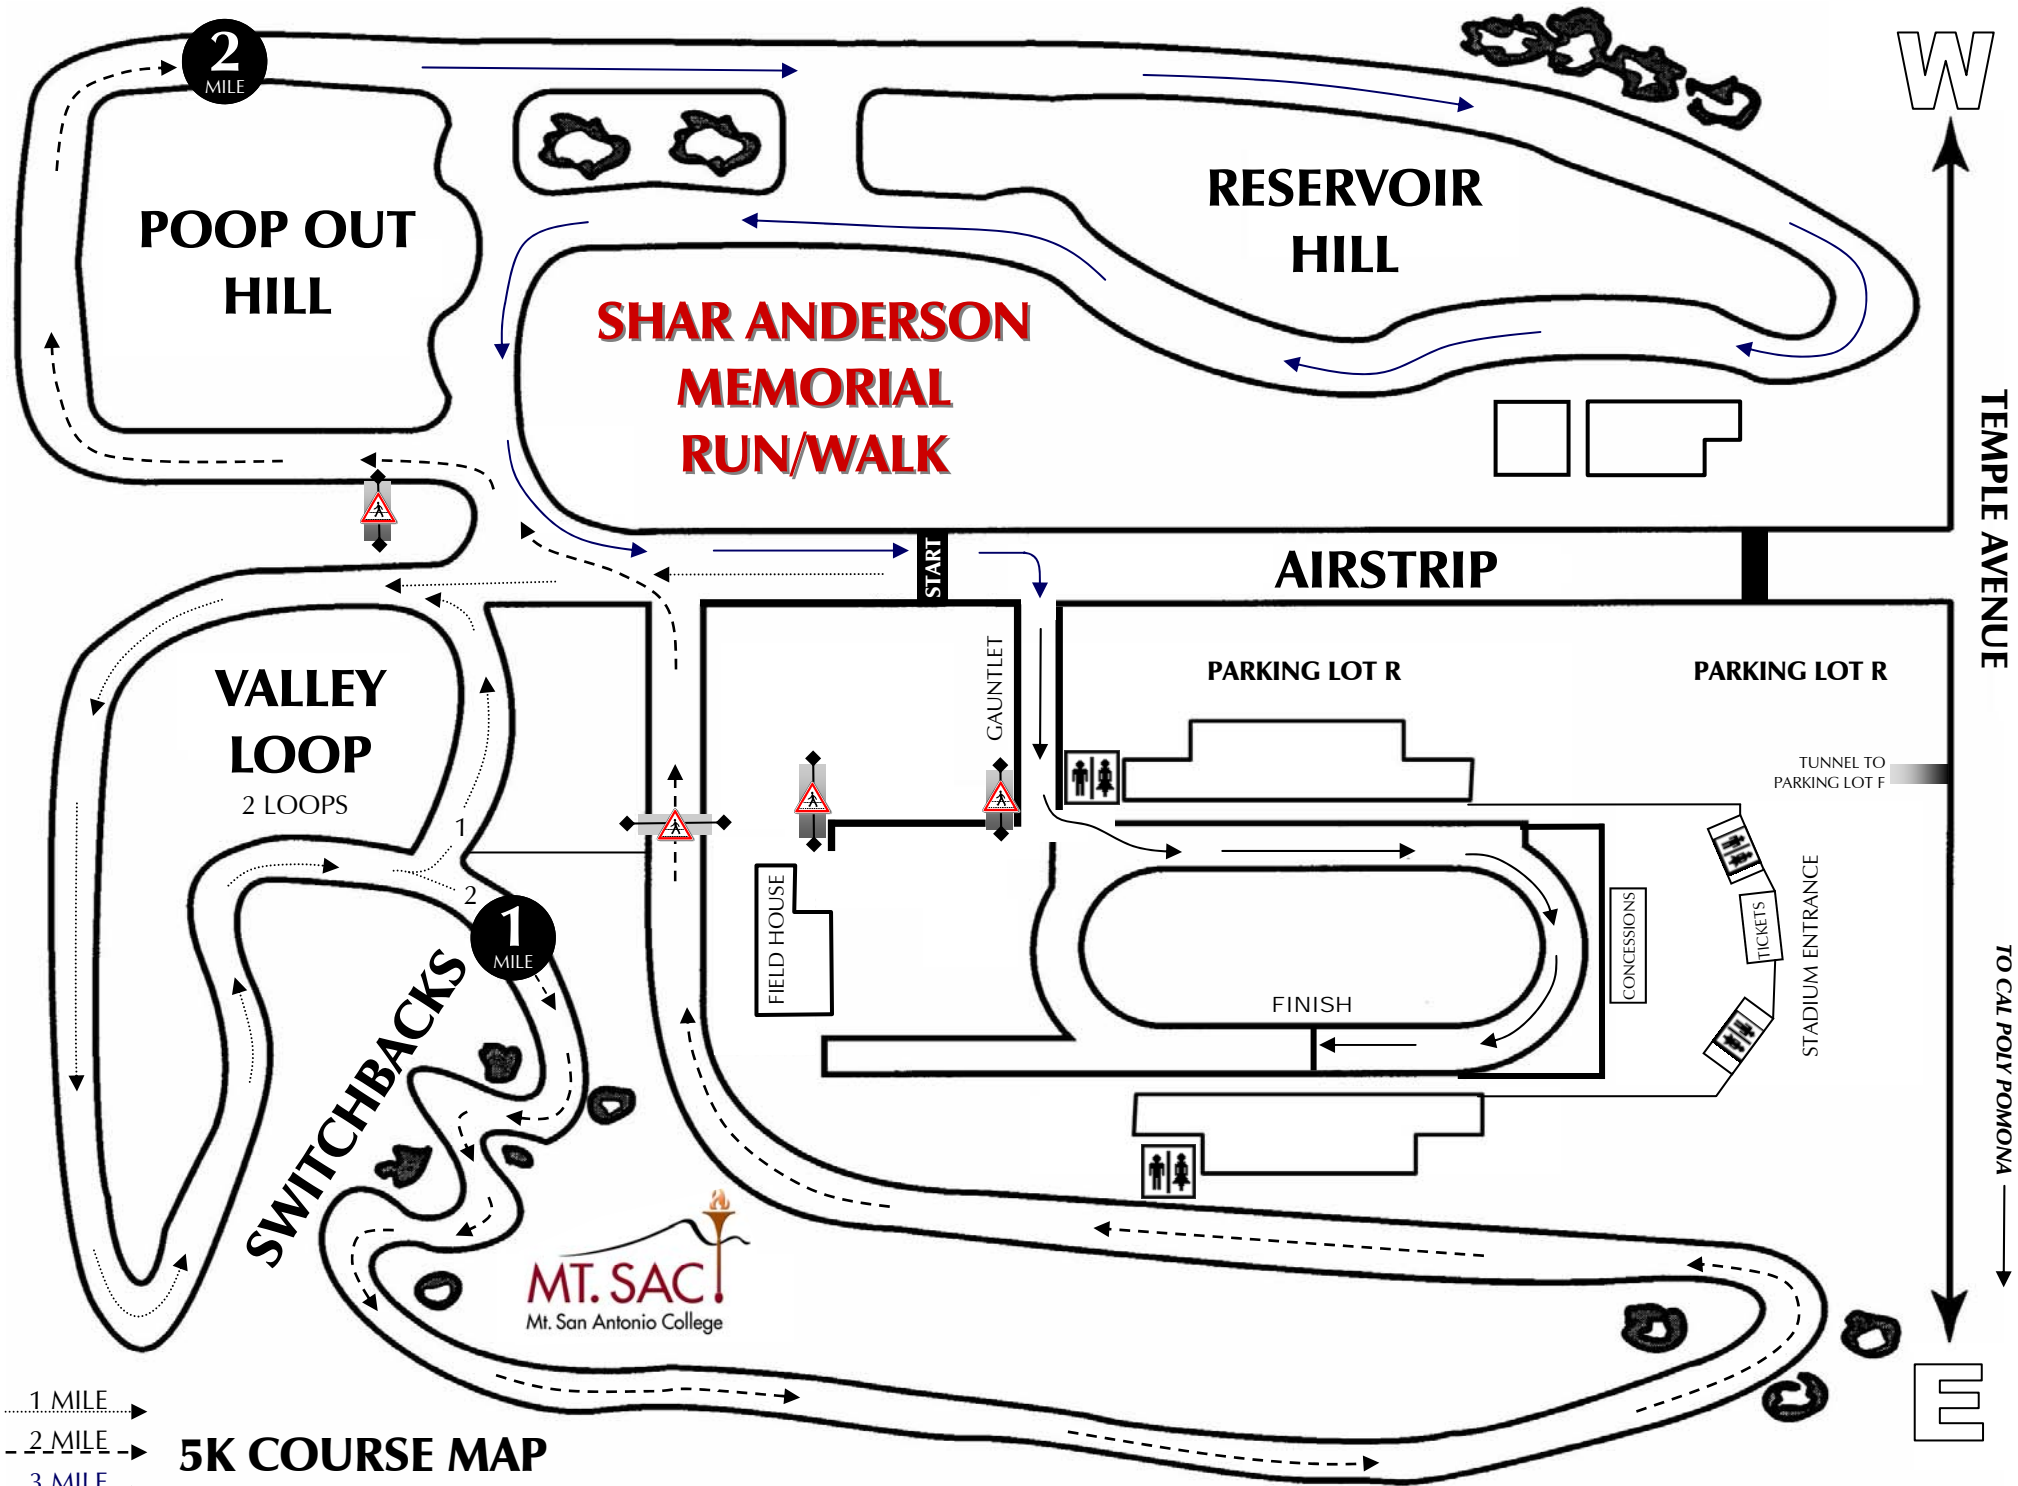 2
MILE
W
POOP OUT
HILL
RESERVOIR
HILL
SHAR ANDERSON
MEMORIAL
RUN/WALK
TEMPLE AVENUE
START
AIRSTRIP
VALLEY
LOOP
2 LOOPS
1
2
GAUNTLET
PARKING LOT R
PARKING LOT R
TUNNEL TO
PARKING LOT F
1
MILE
FIELD HOUSE
FINISH
CONCESSIONS
TICKETS
STADIUM ENTRANCE
TO CAL POLY POMONA
SWITCHBACKS
MT. SAC
Mt. San Antonio College
E
1 MILE
2 MILE
3 MILE
5K COURSE MAP